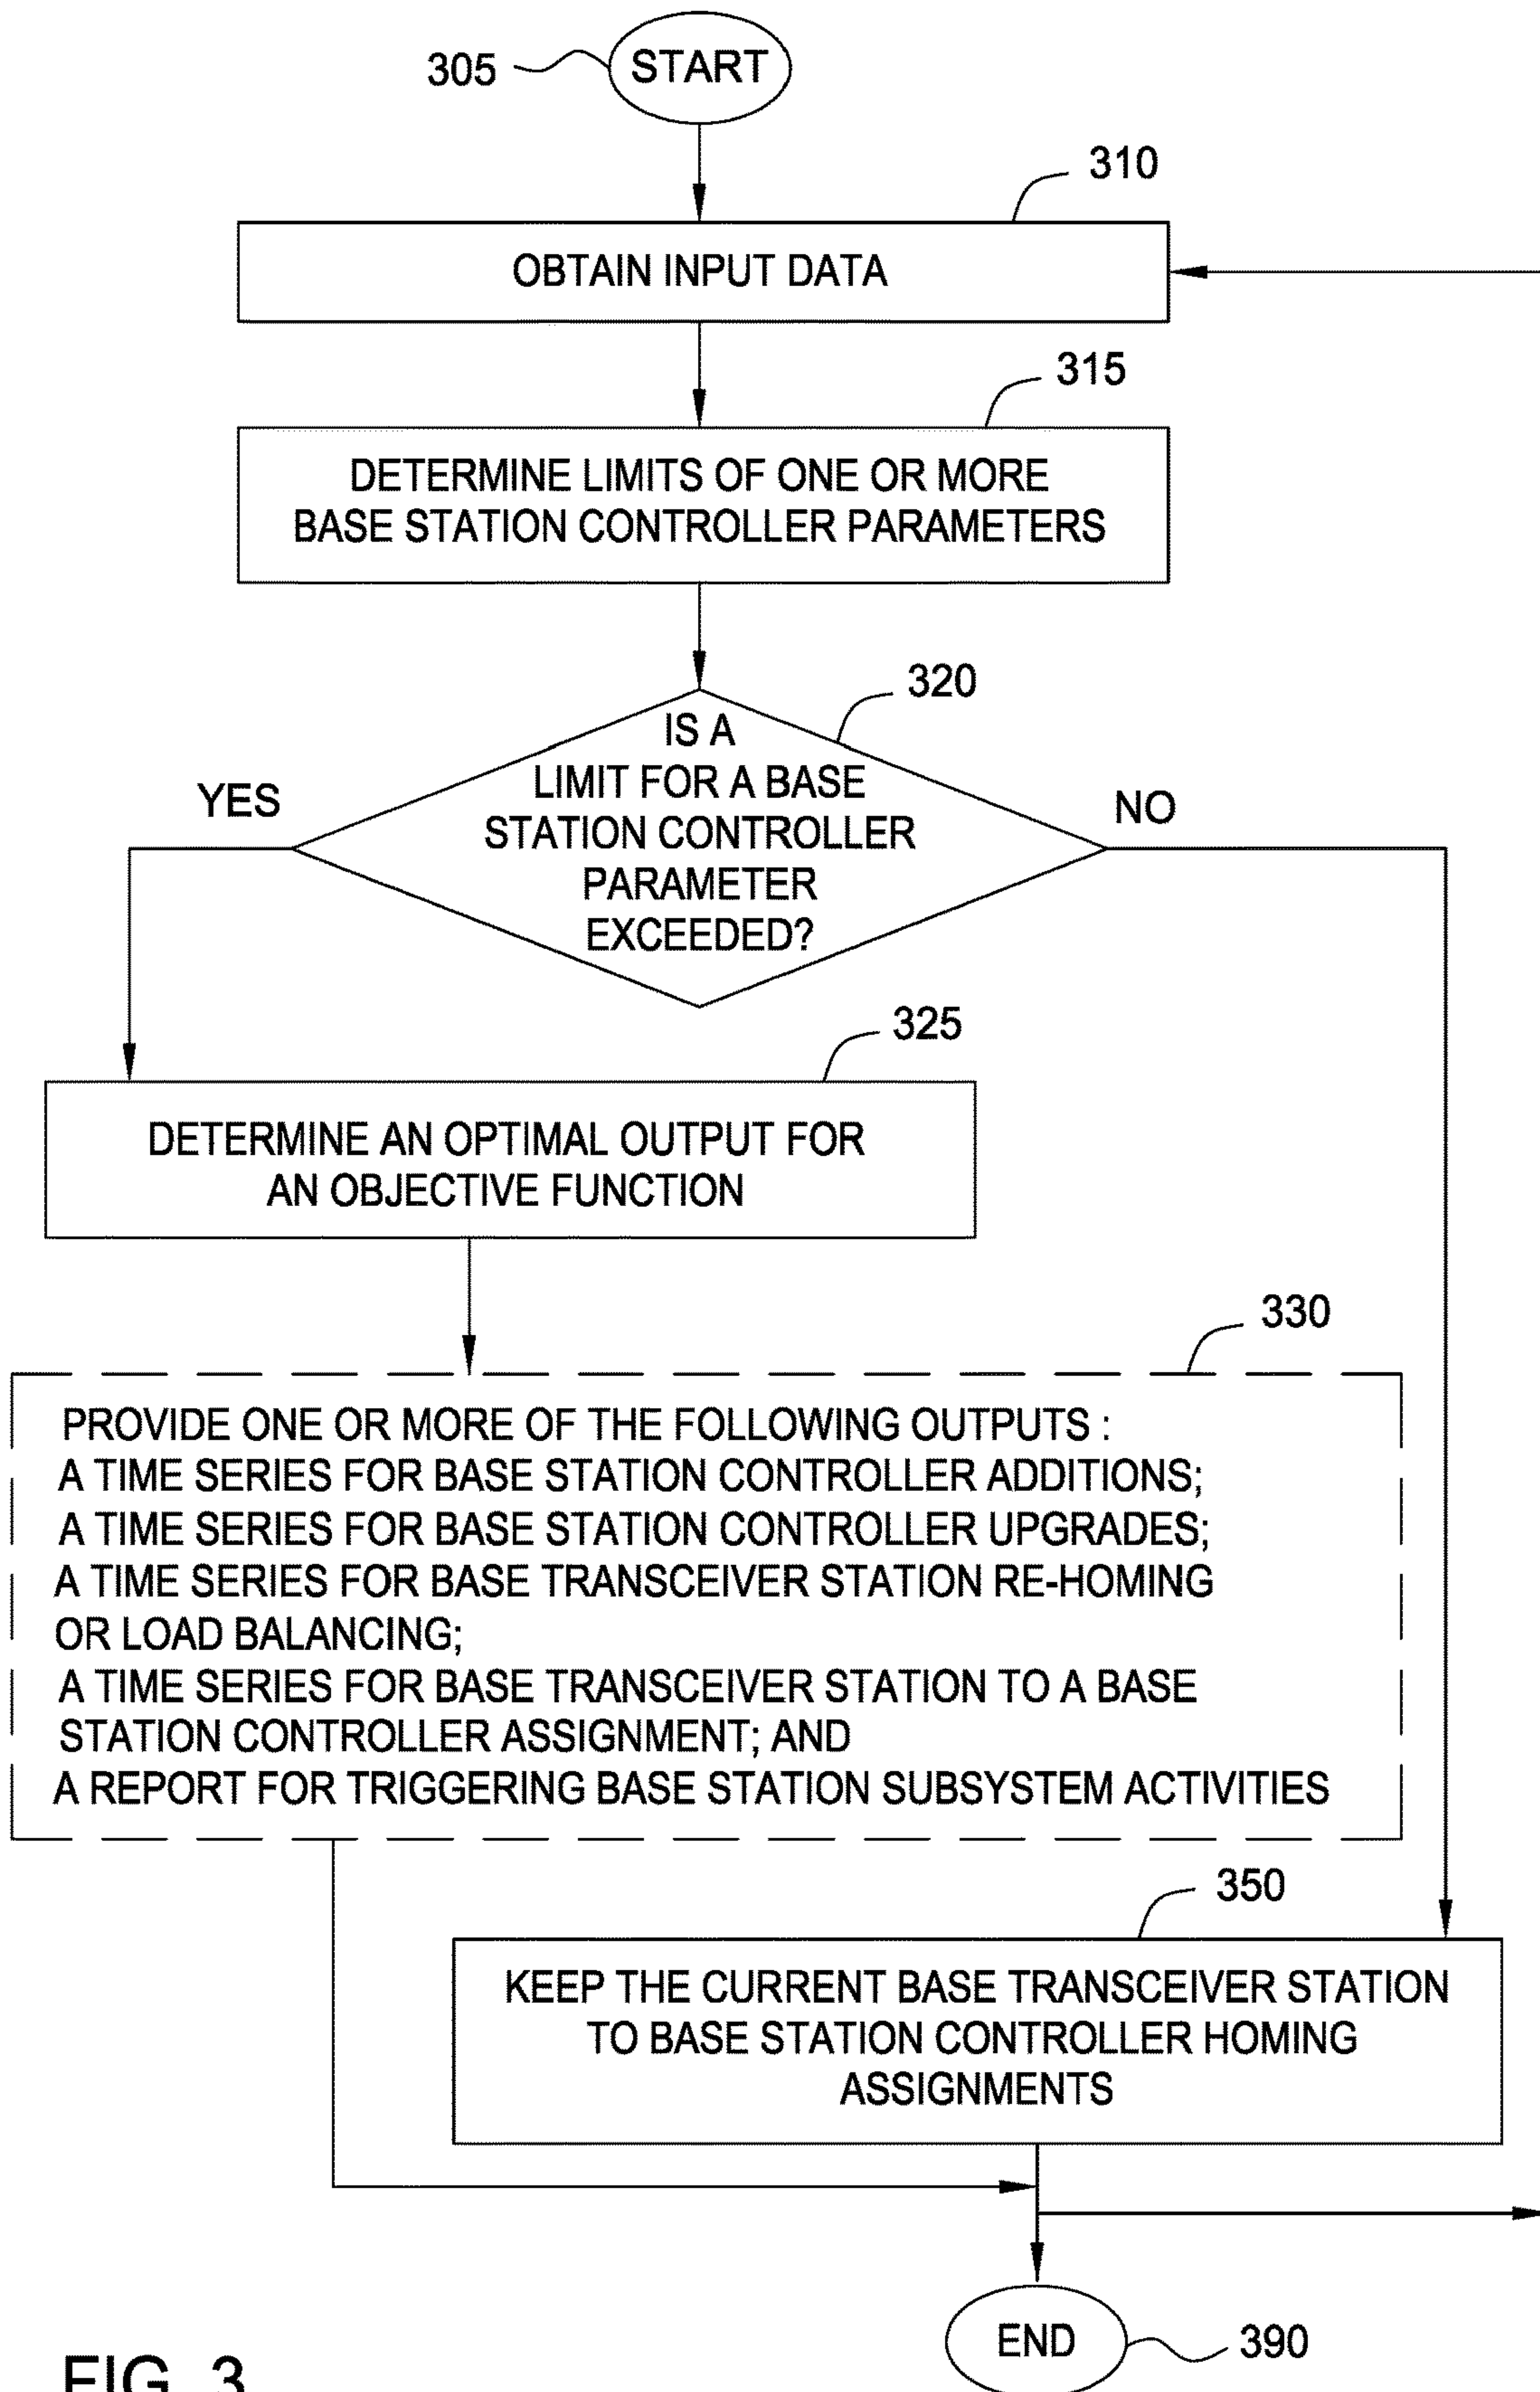 305
START
310
OBTAIN INPUT DATA
315
DETERMINE LIMITS OF ONE OR MORE
BASE STATION CONTROLLER PARAMETERS
320
IS A
LIMIT FOR A BASE
STATION CONTROLLER
PARAMETER
EXCEEDED?
YES
NO
325
DETERMINE AN OPTIMAL OUTPUT FOR
AN OBJECTIVE FUNCTION
330
PROVIDE ONE OR MORE OF THE FOLLOWING OUTPUTS :
A TIME SERIES FOR BASE STATION CONTROLLER ADDITIONS;
A TIME SERIES FOR BASE STATION CONTROLLER UPGRADES;
A TIME SERIES FOR BASE TRANSCEIVER STATION RE-HOMING
OR LOAD BALANCING;
A TIME SERIES FOR BASE TRANSCEIVER STATION TO A BASE
STATION CONTROLLER ASSIGNMENT; AND
A REPORT FOR TRIGGERING BASE STATION SUBSYSTEM ACTIVITIES
350
KEEP THE CURRENT BASE TRANSCEIVER STATION
TO BASE STATION CONTROLLER HOMING
ASSIGNMENTS
END
390
FIG. 3